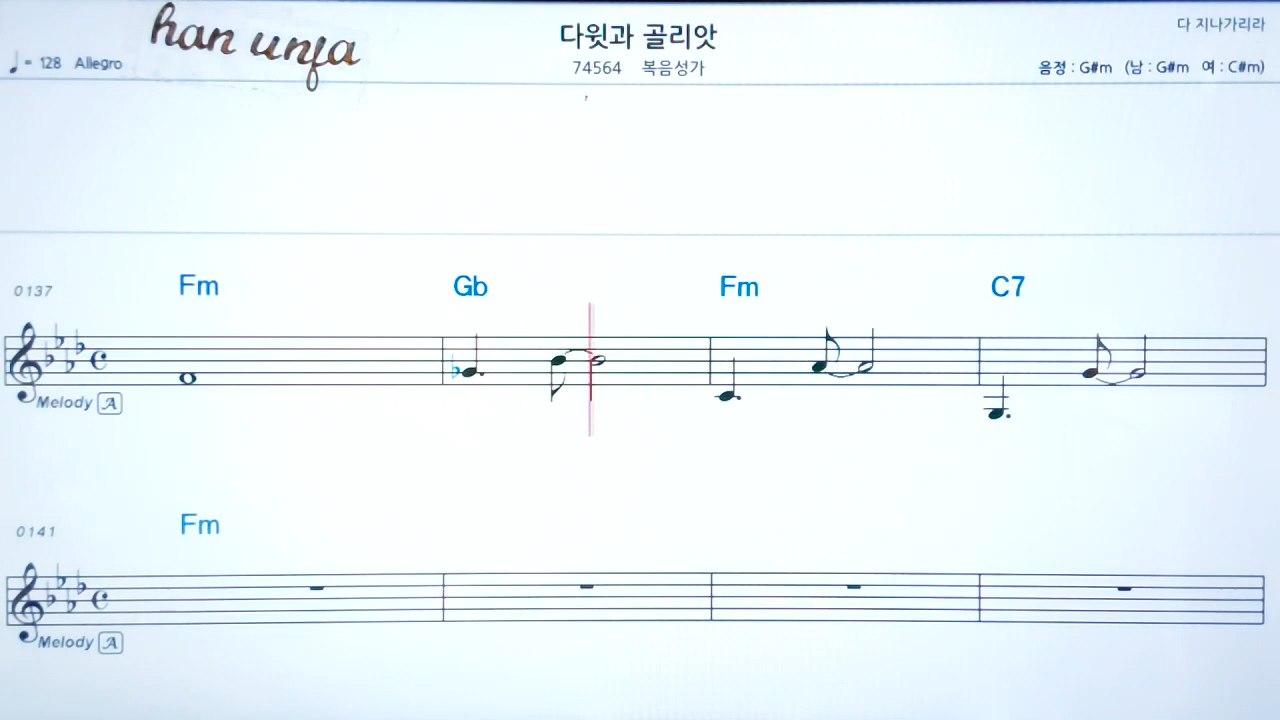 han unfa
다윗과 골리앗
다 지나가리라
♩ = 128 Allegro
74564 복음성가
음정 : G#m (남 : G#m 여 : C#m)
Fm Gb Fm C7
0137
Melody A
Fm
0141
Melody A